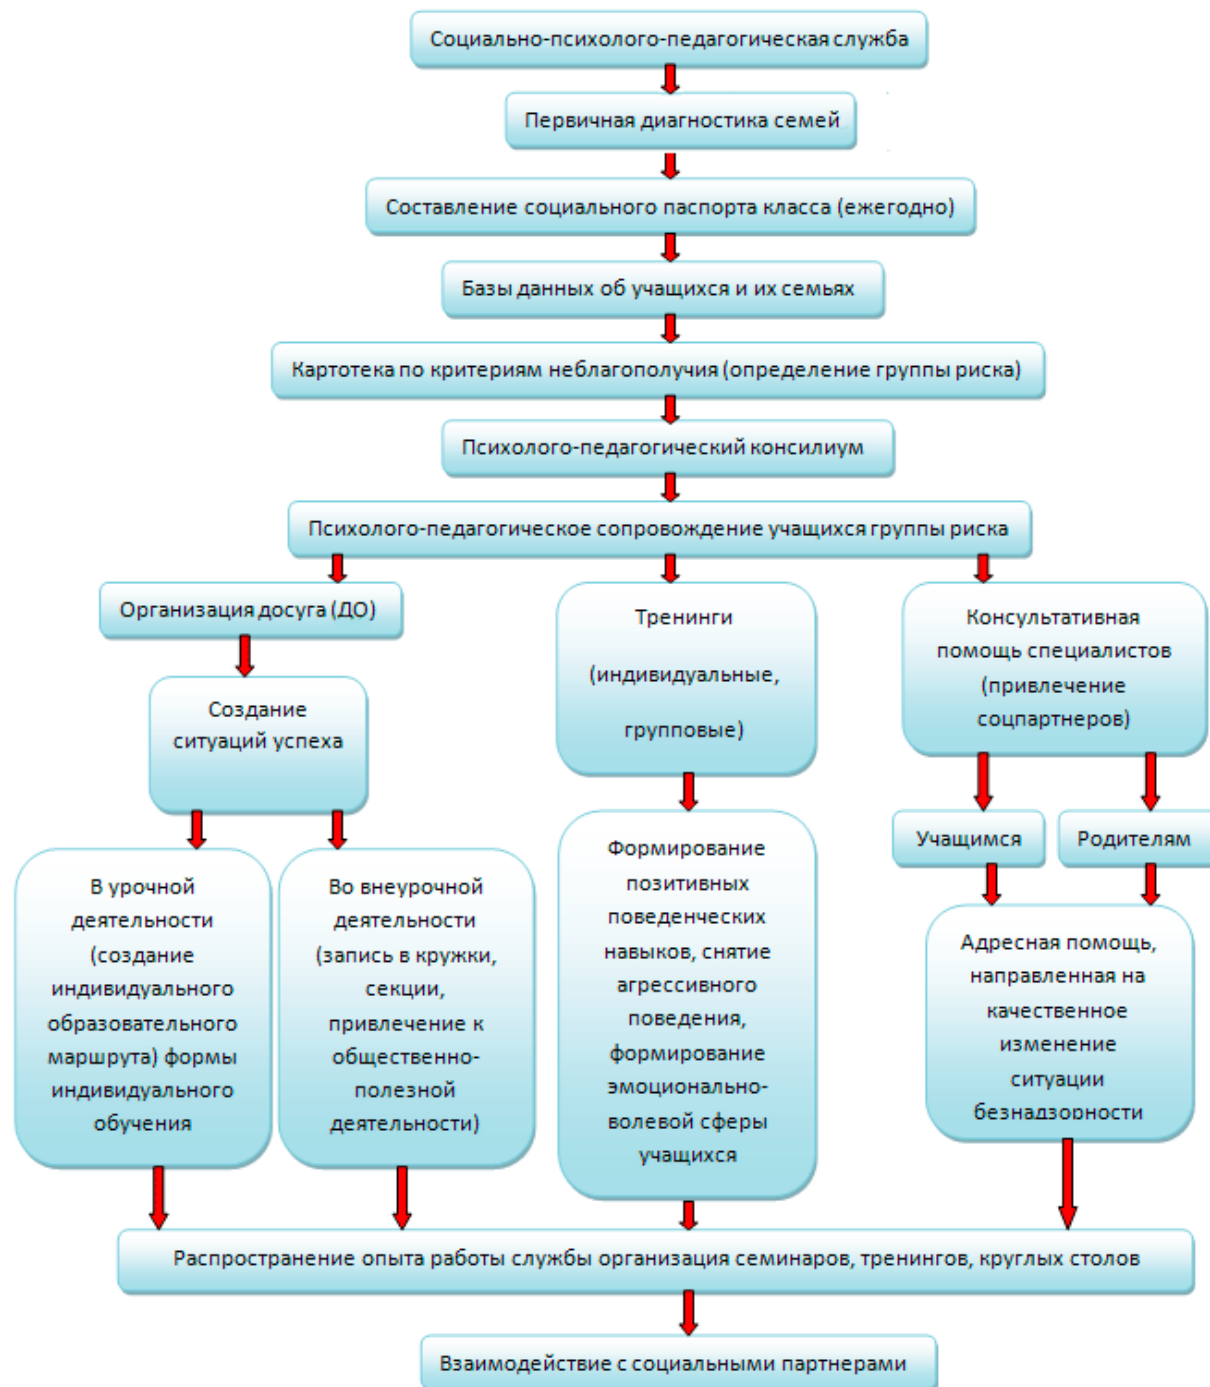 Социально-психолого-педагогическая служба
Первичная диагностика семей
Составление социального паспорта класса (ежегодно)
Базы данных об учащихся и их семьях
Картотека по критериям неблагополучия (определение группы риска)
Психолого-педагогический консилиум
Психолого-педагогическое сопровождение учащихся группы риска
Организация досуга (ДО)
Создание
ситуаций успеха
В урочной
деятельности
(создание
индивидуального
образовательного
маршрута) формы
индивидуального
обучения
Во внеурочной
деятельности
(запись в кружки,
секции,
привлечение к
общественно-
полезной
деятельности)
Тренинги
(индивидуальные,
групповые)
Формирование
позитивных
поведенческих
навыков, снятие
агрессивного
поведения,
формирование
эмоционально-
волевой сферы
учащихся
Консультативная
помощь специалистов
(привлечение
соцпартнеров)
Учащимся
Родителям
Адресная помощь,
направленная на
качественное
изменение
ситуации
безнадзорности
Распространение опыта работы службы организация семинаров, тренингов, круглых столов
Взаимодействие с социальными партнерами